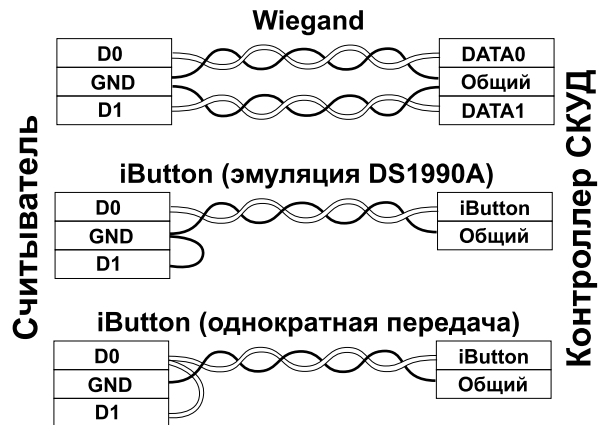 Wiegand
D0
GND
D1
DATA0
Общий
DATA1
Считыватель
Контроллер СКУД
iButton (эмуляция DS1990A)
D0
GND
D1
iButton
Общий
iButton (однократная передача)
D0
GND
D1
iButton
Общий